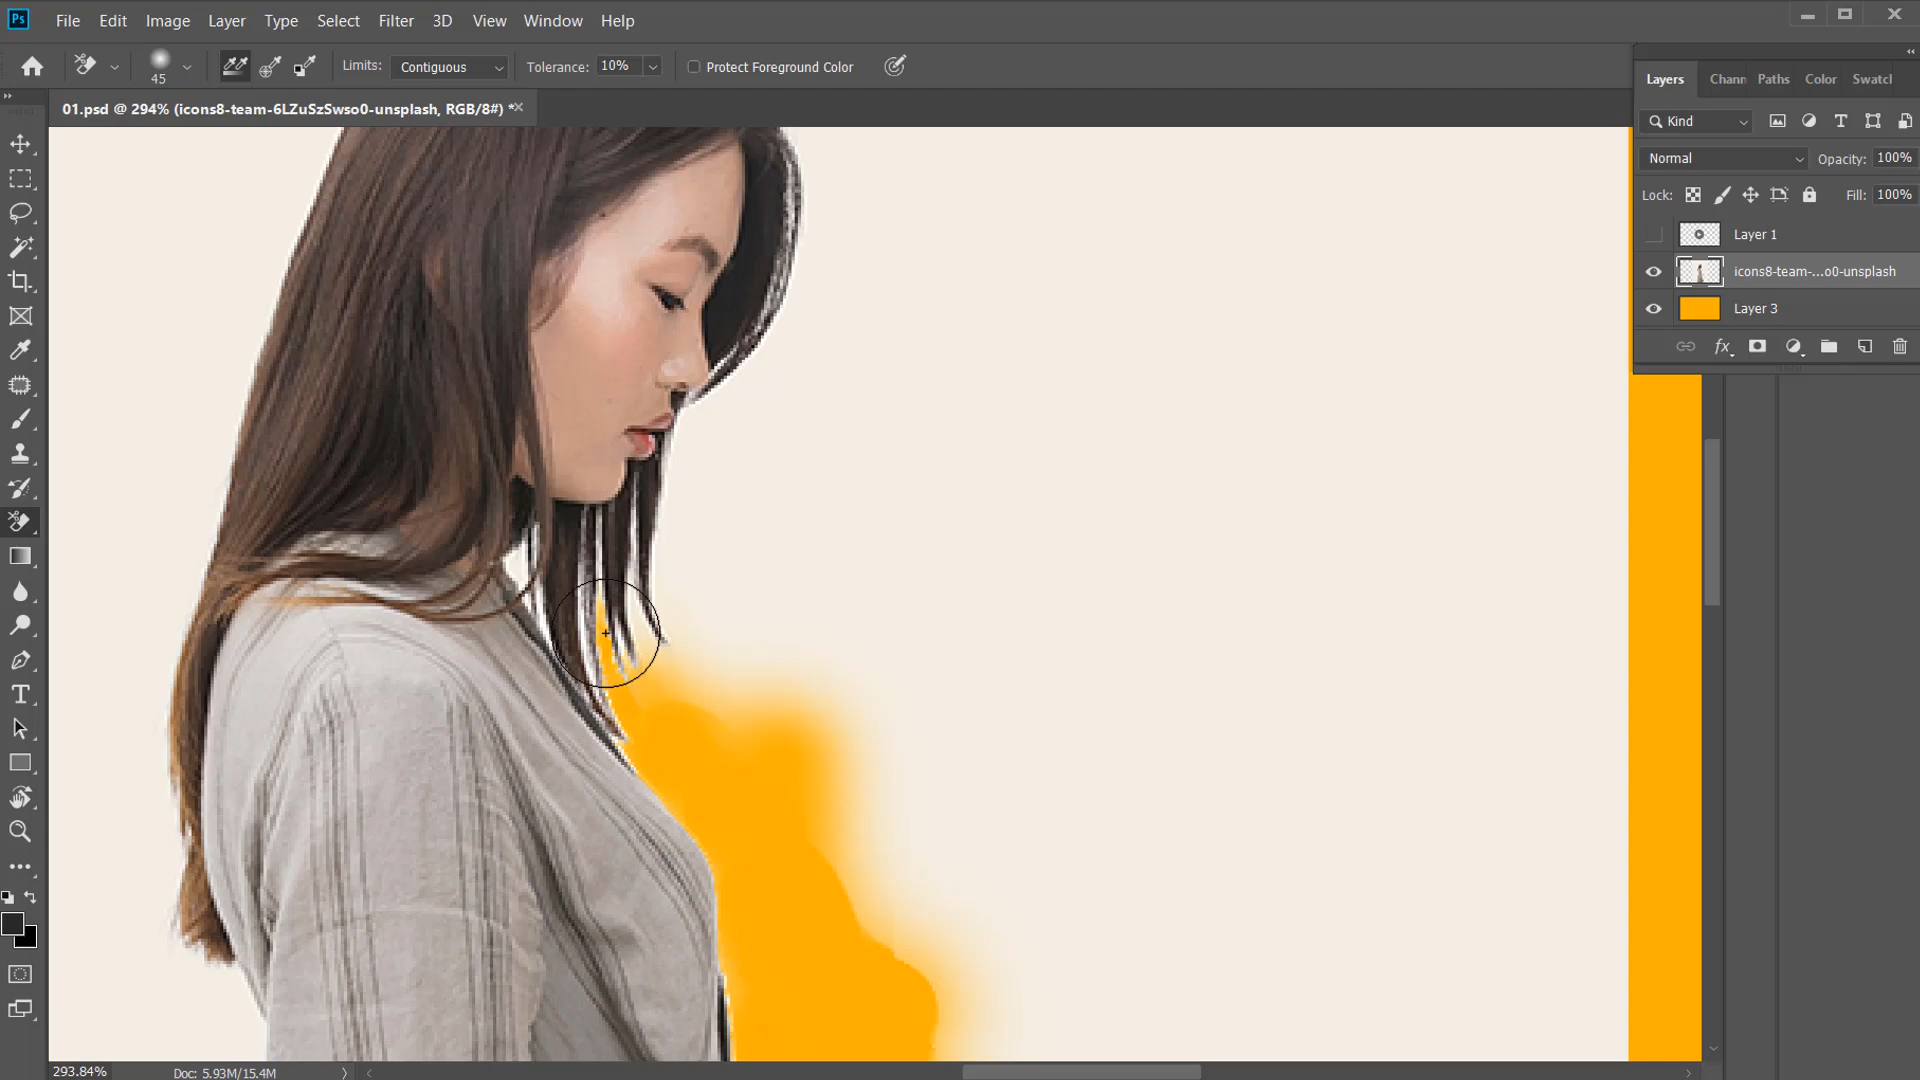 Ps File Edit Image Layer Type Select Filter 3D View Window Help
45 Limits: Contiguous Tolerance: 10% Protect Foreground Color
Layers Chann Paths Color Swatcl
01.psd @ 294% (icons8-team-6LZuSzSwso0-unsplash, RGB/8#) *
Kind
Normal Opacity: 100%
Lock: Fill: 100%
Layer 1
icons8-team-...o0-unsplash
Layer 3
fx
293.84% Doc: 5.93M/15.4M